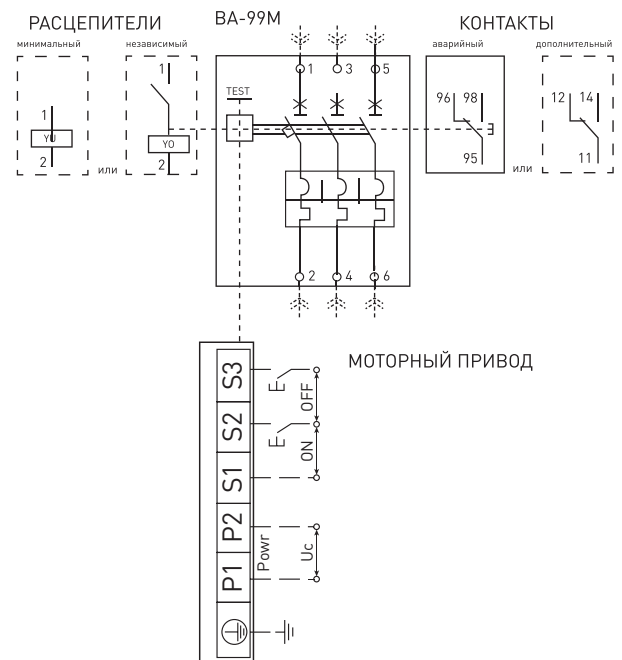 РАСЦЕПИТЕЛИ
ВА-99М
КОНТАКТЫ
минимальный
независимый
аварийный
дополнительный
1
YU
2
или
1
YO
2
TEST
1
3
5
2
4
6
96
98
95
или
12
14
11
МОТОРНЫЙ ПРИВОД
S3
S2
S1
P2
P1
OFF
ON
Powr
Uc